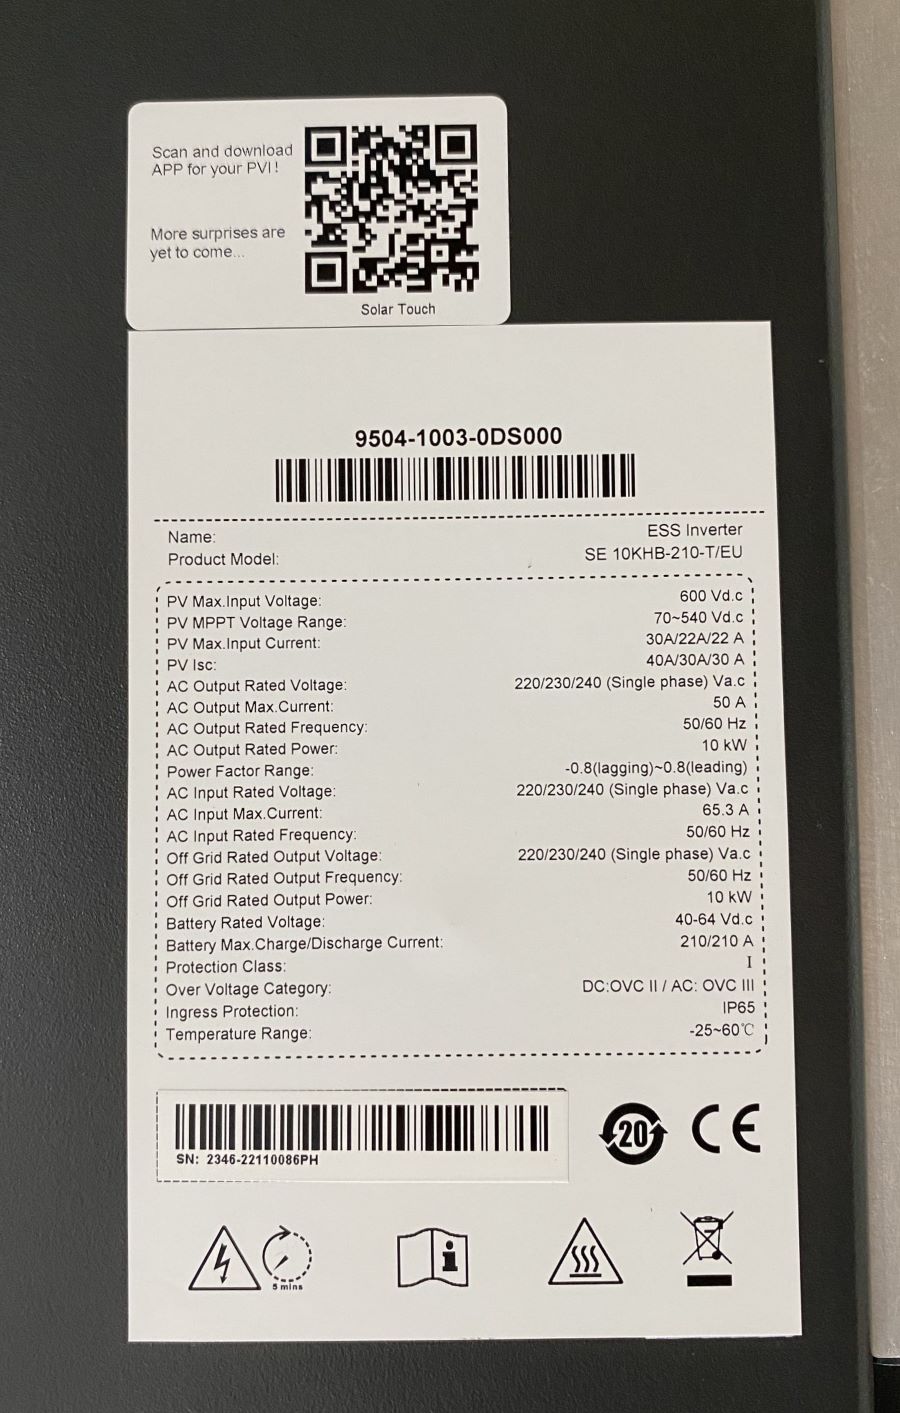 Scan and download
APP for your PVI !
More surprises are
yet to come...
Solar Touch
9504-1003-0DS000
Name: ESS Inverter
Product Model: SE 10KHB-210-T/EU
PV Max.Input Voltage: 600 Vd.c
PV MPPT Voltage Range: 70~540 Vd.c
PV Max.Input Current: 30A/22A/22 A
PV Isc: 40A/30A/30 A
AC Output Rated Voltage: 220/230/240 (Single phase) Va.c
AC Output Max.Current: 50 A
AC Output Rated Frequency: 50/60 Hz
AC Output Rated Power: 10 kW
Power Factor Range: -0.8(lagging)~0.8(leading)
AC Input Rated Voltage: 220/230/240 (Single phase) Va.c
AC Input Max.Current: 65.3 A
AC Input Rated Frequency: 50/60 Hz
Off Grid Rated Output Voltage: 220/230/240 (Single phase) Va.c
Off Grid Rated Output Frequency: 50/60 Hz
Off Grid Rated Output Power: 10 kW
Battery Rated Voltage: 40-64 Vd.c
Battery Max.Charge/Discharge Current: 210/210 A
Protection Class: I
Over Voltage Category: DC:OVC II / AC: OVC III
Ingress Protection: IP65
Temperature Range: -25~60℃
SN: 2346-22110086PH
20
CE
5 mins